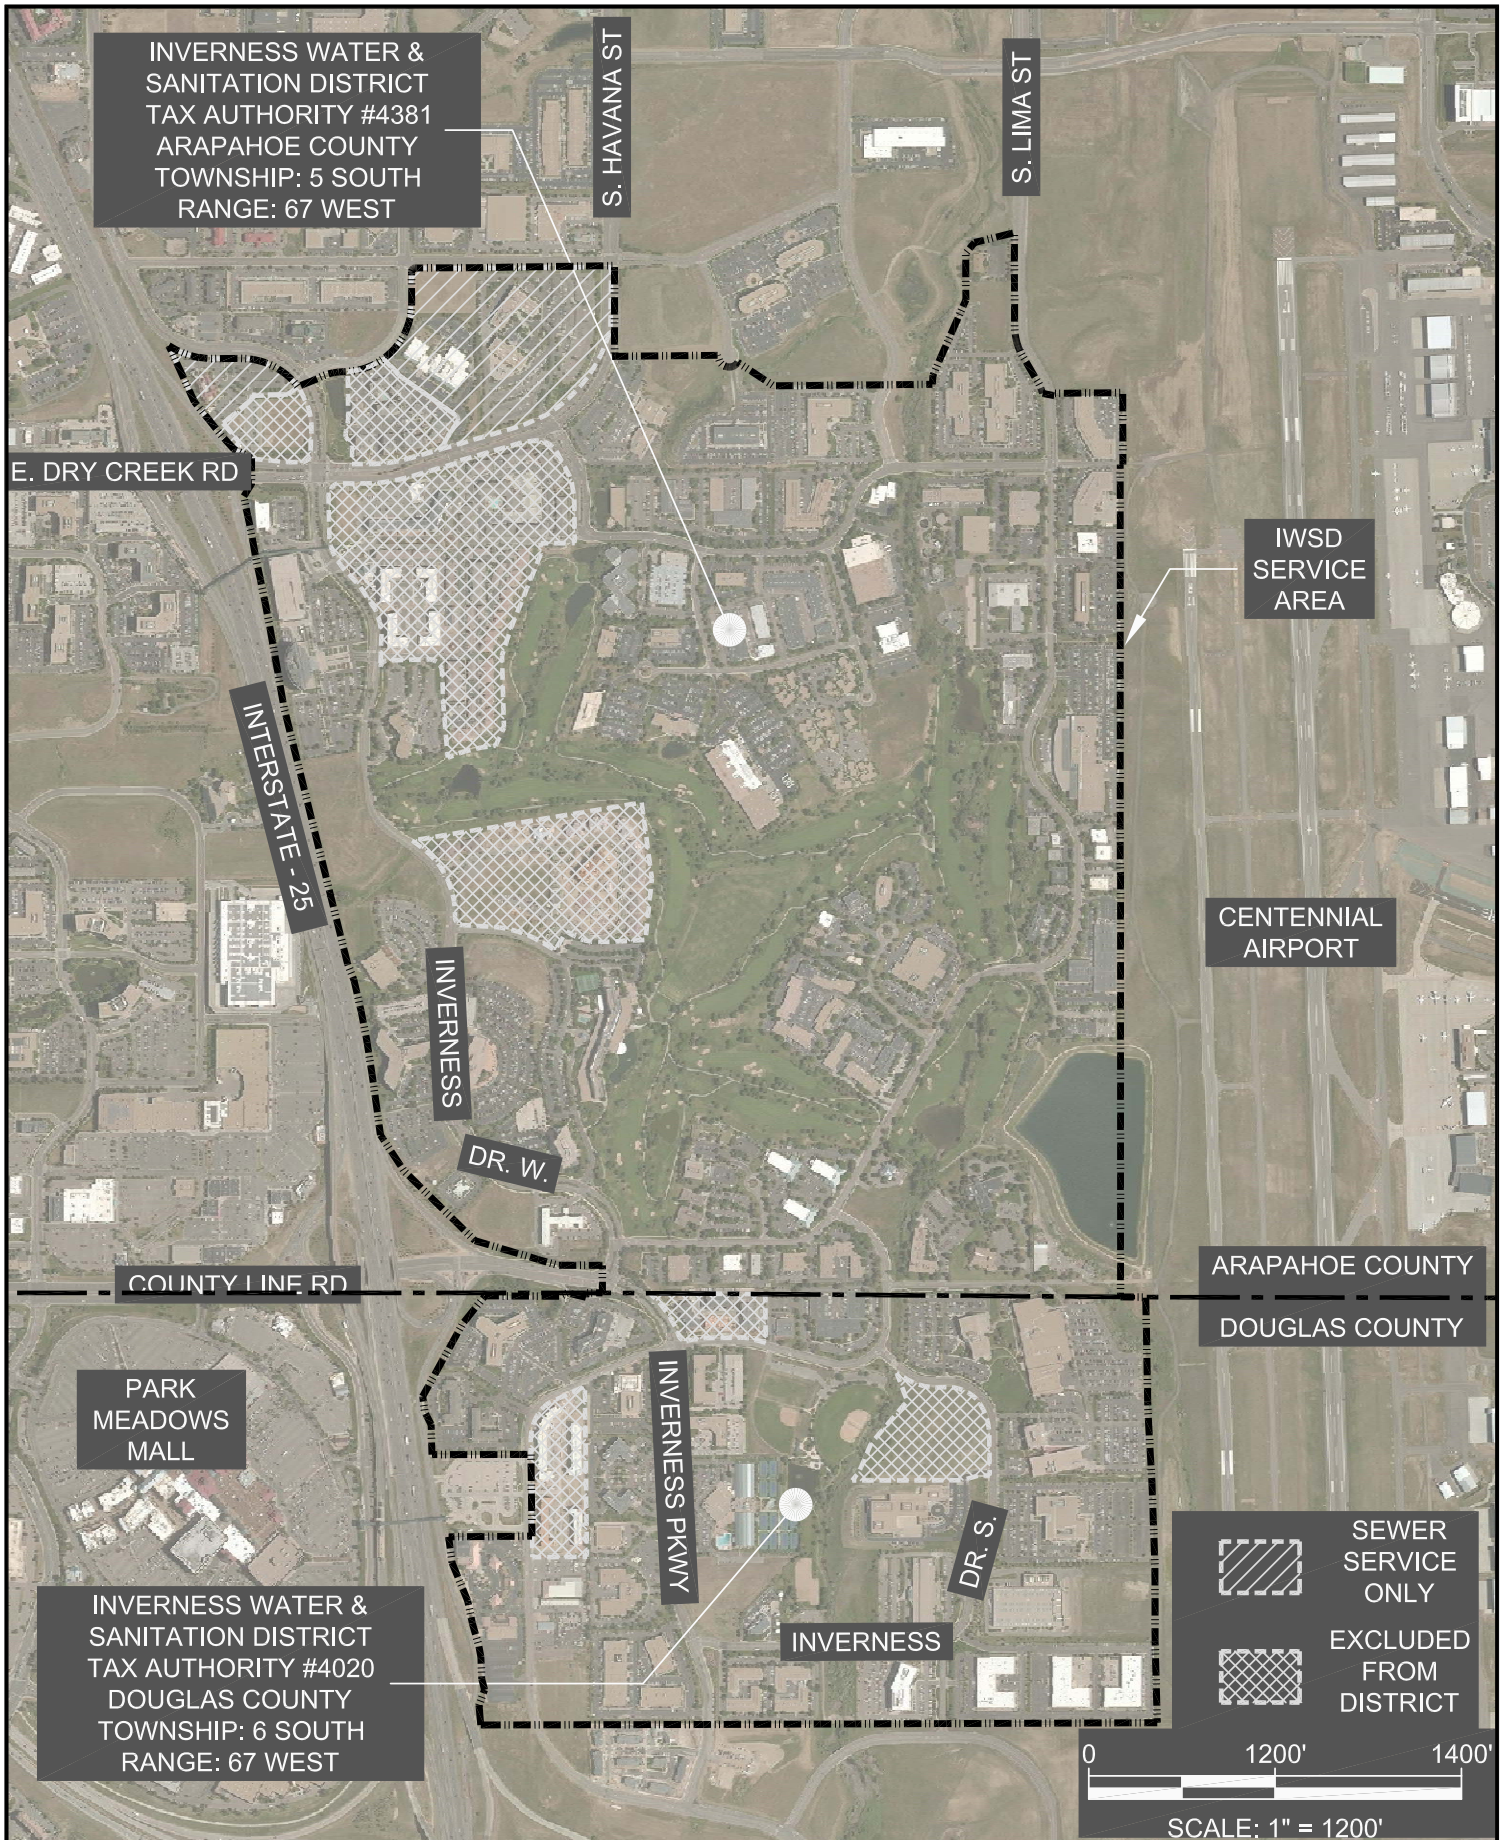 INVERNESS WATER &
SANITATION DISTRICT
TAX AUTHORITY #4381
ARAPAHOE COUNTY
TOWNSHIP: 5 SOUTH
RANGE: 67 WEST
S. HAVANA ST
S. LIMA ST
E. DRY CREEK RD
IWSD
SERVICE
AREA
INTERSTATE - 25
CENTENNIAL
AIRPORT
INVERNESS
DR. W.
COUNTY LINE RD
ARAPAHOE COUNTY
DOUGLAS COUNTY
PARK
MEADOWS
MALL
INVERNESS PKWY
DR. S.
INVERNESS
INVERNESS WATER &
SANITATION DISTRICT
TAX AUTHORITY #4020
DOUGLAS COUNTY
TOWNSHIP: 6 SOUTH
RANGE: 67 WEST
SEWER
SERVICE
ONLY
EXCLUDED
FROM
DISTRICT
0 1200' 1400'
SCALE: 1" = 1200'